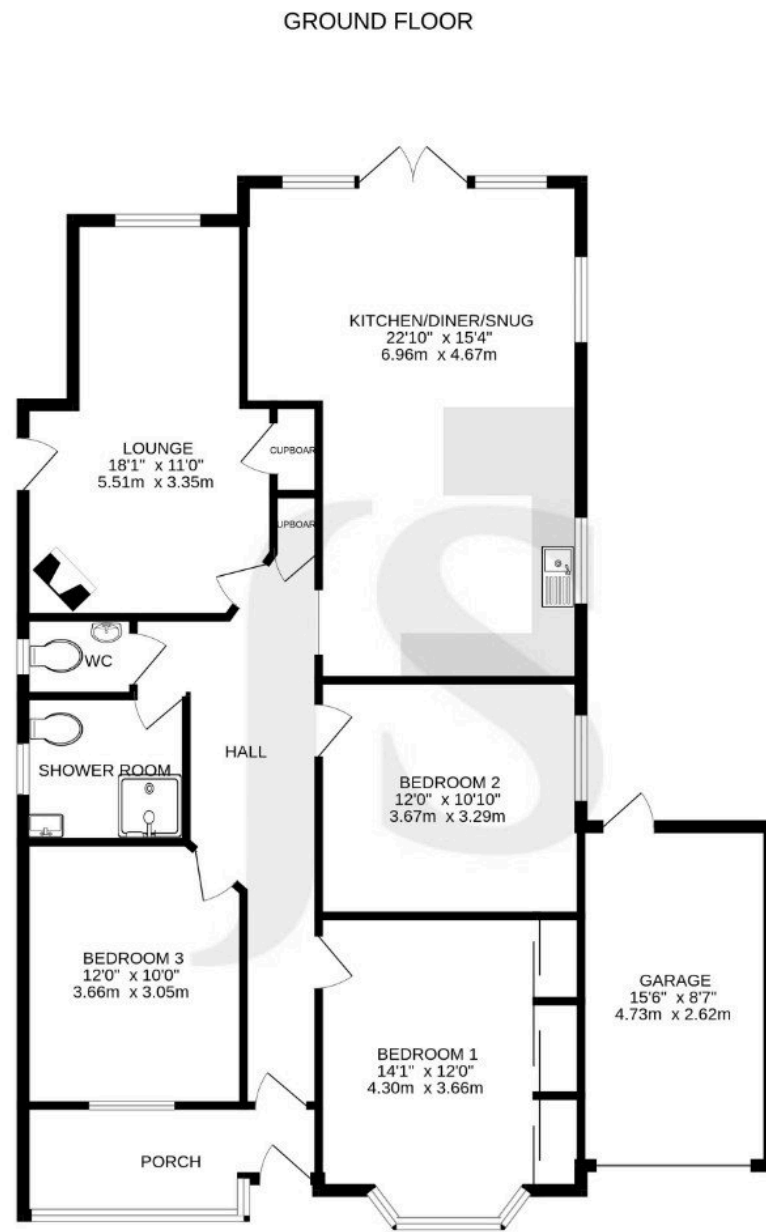 GROUND FLOOR
KITCHEN/DINER/SNUG
22'10" x 15'4"
6.96m x 4.67m
LOUNGE
18'1" x 11'0"
5.51m x 3.35m
CUPBOAR
UPBOAR
WC
SHOWER ROOM
HALL
BEDROOM 2
12'0" x 10'10"
3.67m x 3.29m
BEDROOM 3
12'0" x 10'0"
3.66m x 3.05m
GARAGE
15'6" x 8'7"
4.73m x 2.62m
BEDROOM 1
14'1" x 12'0"
4.30m x 3.66m
PORCH
JS